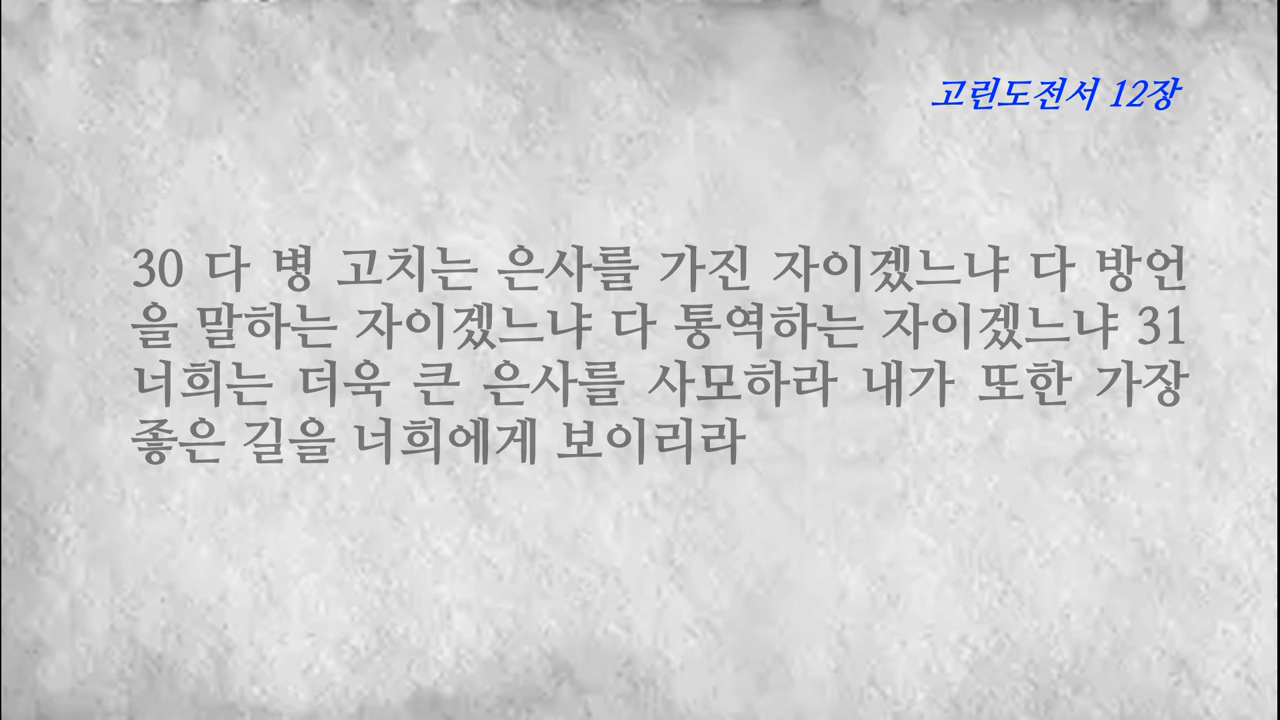 고린도전서 12장
30 다 병 고치는 은사를 가진 자이겠느냐 다 방언
을 말하는 자이겠느냐 다 통역하는 자이겠느냐 31
너희는 더욱 큰 은사를 사모하라 내가 또한 가장
좋은 길을 너희에게 보이리라